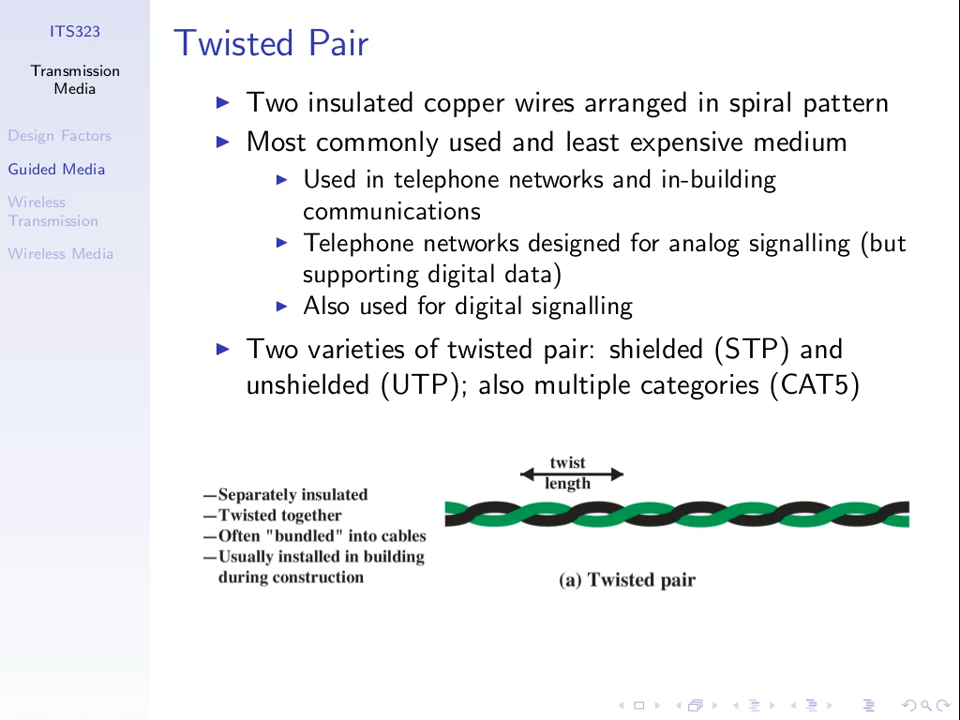 ITS323
Transmission
Media
Design Factors
Guided Media
Wireless
Transmission
Wireless Media
Twisted Pair
Two insulated copper wires arranged in spiral pattern
Most commonly used and least expensive medium
Used in telephone networks and in-building
communications
Telephone networks designed for analog signalling (but
supporting digital data)
Also used for digital signalling
Two varieties of twisted pair: shielded (STP) and
unshielded (UTP); also multiple categories (CAT5)
—Separately insulated
—Twisted together
—Often "bundled" into cables
—Usually installed in building
during construction
twist
length
(a) Twisted pair